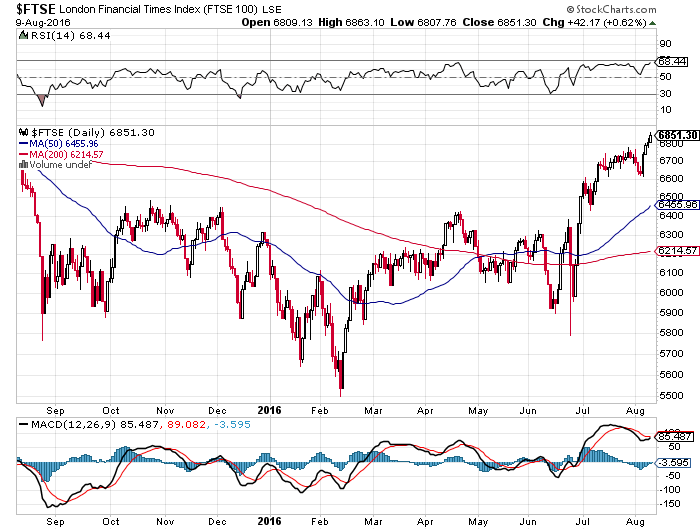 $FTSE London Financial Times Index (FTSE 100) LSE © StockCharts.com
9-Aug-2016 Open 6809.13 High 6863.10 Low 6807.76 Close 6851.30 Chg +42.17 (+0.62%)
RSI(14) 68.44
90
68.44
50
30
10
$FTSE (Daily) 6851.30
MA(50) 6455.96
MA(200) 6214.57
Volume undef
6851.30
6800
6700
6600
6500
6455.96
6400
6300
6214.57
6100
6000
5900
5800
5700
5600
5500
Sep Oct Nov Dec 2016 Feb Mar Apr May Jun Jul Aug
MACD(12,26,9) 85.487, 89.082, -3.595
85.487
50
-3.595
-50
-100
-150
Sep Oct Nov Dec 2016 Feb Mar Apr May Jun Jul Aug